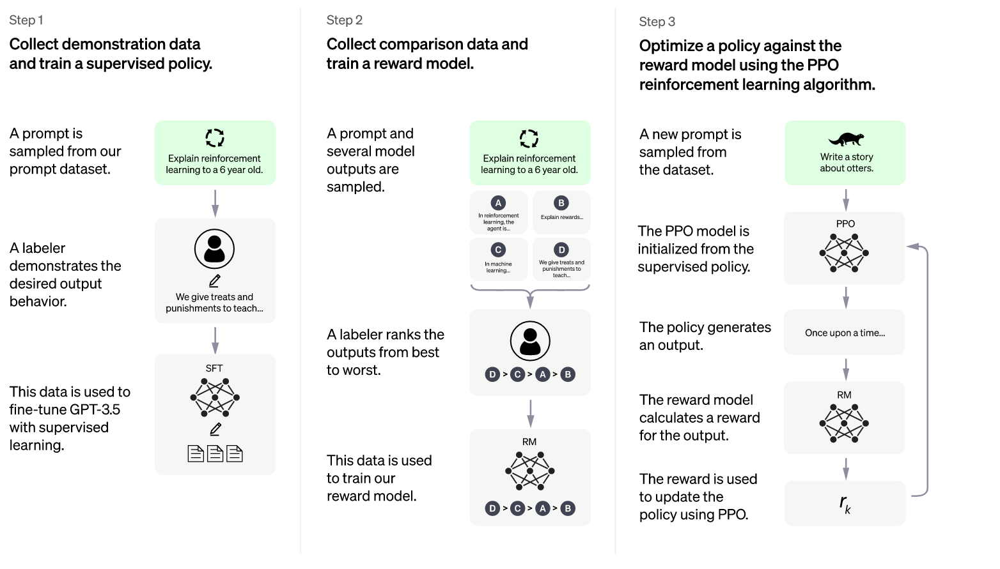 Step 1
Collect demonstration data
and train a supervised policy.
A prompt is
sampled from our
prompt dataset.
Explain reinforcement
learning to a 6 year old.
A labeler
demonstrates the
desired output
behavior.
We give treats and
punishments to teach...
This data is used to
fine-tune GPT-3.5
with supervised
learning.
SFT
Step 2
Collect comparison data and
train a reward model.
A prompt and
several model
outputs are
sampled.
Explain reinforcement
learning to a 6 year old.
A
In reinforcement
learning, the
agent is...
B
Explain rewards...
C
In machine
learning...
D
We give treats and
punishments to
teach...
A labeler ranks the
outputs from best
to worst.
D > C > A > B
This data is used
to train our
reward model.
RM
D > C > A > B
Step 3
Optimize a policy against the
reward model using the PPO
reinforcement learning algorithm.
A new prompt is
sampled from
the dataset.
Write a story
about otters.
The PPO model is
initialized from the
supervised policy.
PPO
The policy generates
an output.
Once upon a time...
The reward model
calculates a reward
for the output.
RM
The reward is used
to update the
policy using PPO.
rk